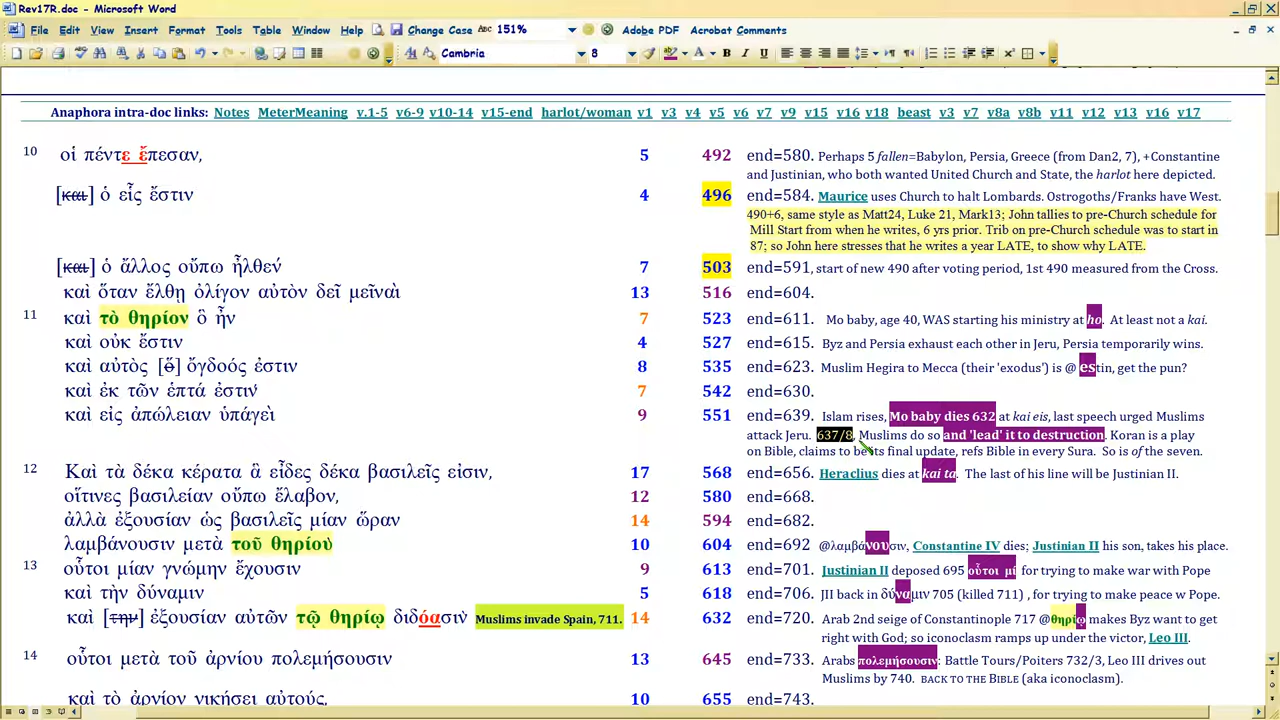 Rev17R.doc - Microsoft Word
File Edit View Insert Format Tools Table Window Help Change Case 151% Adobe PDF Acrobat Comments
Cambria 8
Anaphora intra-doc links: Notes MeterMeaning v.1-5 v6-9 v10-14 v15-end harlot/woman v1 v3 v4 v5 v6 v7 v9 v15 v16 v18 beast v3 v7 v8a v8b v11 v12 v13 v16 v17
10 οἱ πέντε ἔπεσαν, 5 492 end=580. Perhaps 5 fallen=Babylon, Persia, Greece (from Dan2, 7), +Constantine
and Justinian, who both wanted United Church and State, the harlot here depicted.
[καὶ] ὁ εἷς ἔστιν 4 496 end=584. Maurice uses Church to halt Lombards. Ostrogoths/Franks have West.
490+6, same style as Matt24, Luke 21, Mark13; John tallies to pre-Church schedule for
Mill Start from when he writes, 6 yrs prior. Trib on pre-Church schedule was to start in
87; so John here stresses that he writes a year LATE, to show why LATE.
[καὶ] ὁ ἄλλος οὔπω ἦλθεν 7 503 end=591, start of new 490 after voting period, 1st 490 measured from the Cross.
καὶ ὅταν ἔλθῃ ὀλίγον αὐτὸν δεῖ μεῖναὶ 13 516 end=604.
11 καὶ τὸ θηρίον ὃ ἦν 7 523 end=611. Mo baby, age 40, WAS starting his ministry at ho. At least not a kai.
καὶ οὐκ ἔστιν 4 527 end=615. Byz and Persia exhaust each other in Jeru, Persia temporarily wins.
καὶ αὐτὸς [ὅ] ὄγδοός ἐστιν 8 535 end=623. Muslim Hegira to Mecca (their 'exodus') is @ estin, get the pun?
καὶ ἐκ τῶν ἑπτά ἐστιν 7 542 end=630.
καὶ εἰς ἀπώλειαν ὑπάγεὶ 9 551 end=639. Islam rises, Mo baby dies 632 at kai eis, last speech urged Muslims
attack Jeru. 637/8, Muslims do so and 'lead' it to destruction. Koran is a play
on Bible, claims to be its final update, refs Bible in every Sura. So is of the seven.
12 Καὶ τὰ δέκα κέρατα ἃ εἶδες δέκα βασιλεῖς εἰσιν, 17 568 end=656. Heraclius dies at kai ta. The last of his line will be Justinian II.
οἵτινες βασιλείαν οὔπω ἔλαβον, 12 580 end=668.
ἀλλὰ ἐξουσίαν ὡς βασιλεῖς μίαν ὥραν 14 594 end=682.
λαμβάνουσιν μετὰ τοῦ θηρίοὺ 10 604 end=692 @λαμβάνουσιν, Constantine IV dies; Justinian II his son, takes his place.
13 οὗτοι μίαν γνώμην ἔχουσιν 9 613 end=701. Justinian II deposed 695 οὗτοι μί for trying to make war with Pope
καὶ τὴν δύναμιν 5 618 end=706. JII back in δύναμιν 705 (killed 711) , for trying to make peace w Pope.
καὶ [την] ἐξουσίαν αὐτῶν τῷ θηρίῳ διδόασὶν Muslims invade Spain, 711. 14 632 end=720. Arab 2nd seige of Constantinople 717 @θηρίῳ makes Byz want to get
right with God; so iconoclasm ramps up under the victor, Leo III.
14 οὗτοι μετὰ τοῦ ἀρνίου πολεμήσουσιν 13 645 end=733. Arabs πολεμήσουσιν: Battle Tours/Poiters 732/3, Leo III drives out
Muslims by 740. BACK TO THE BIBLE (aka iconoclasm).
καὶ τὸ ἀρνίον νικήσει αὐτούς, 10 655 end=743.